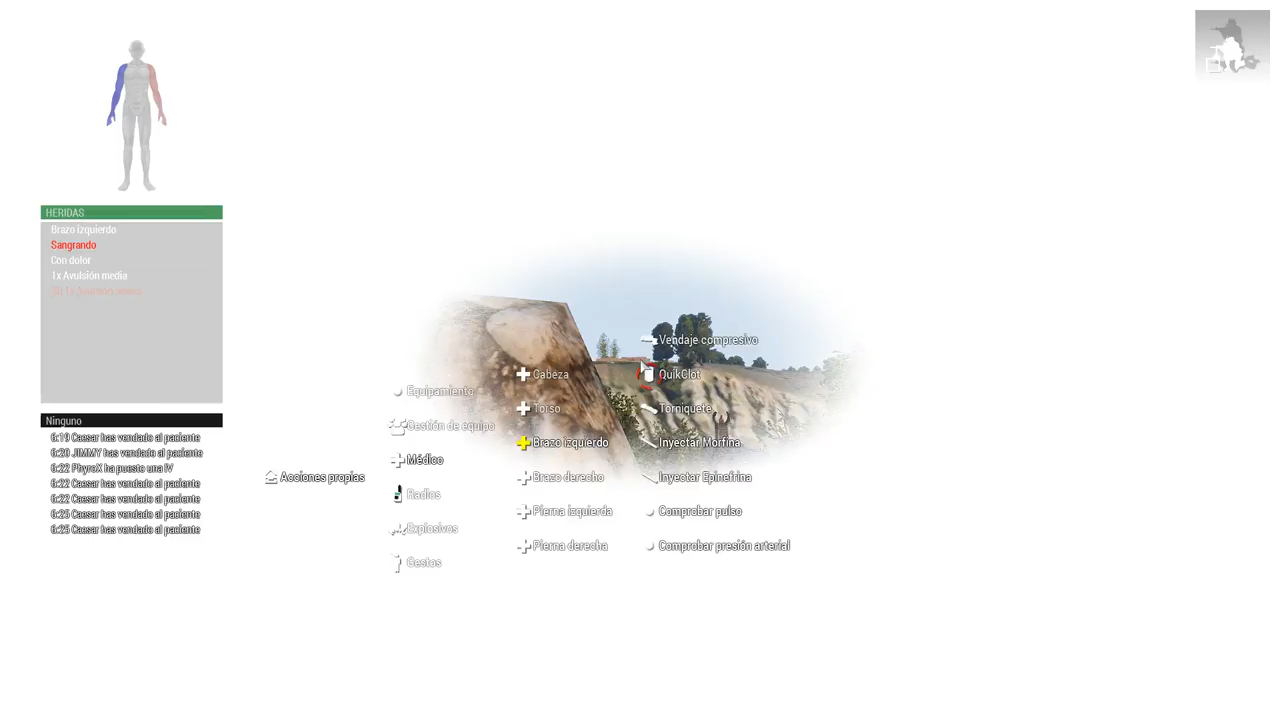 HERIDAS
Brazo izquierdo
Sangrando
Con dolor
1x Avulsión media
Ninguno
6:19 Caesar has vendado al paciente
6:20 JIMMY has vendado al paciente
6:22 PhyroX ha puesto una IV
6:22 Caesar has vendado al paciente
6:22 Caesar has vendado al paciente
6:25 Caesar has vendado al paciente
6:25 Caesar has vendado al paciente
Acciones propias
Equipamiento
Gestión de equipo
Médico
Radios
Explosivos
Gestos
Cabeza
Torso
Brazo izquierdo
Brazo derecho
Pierna izquierda
Pierna derecha
Vendaje compresivo
QuikClot
Torniquete
Inyectar Morfina
Inyectar Epinefrina
Comprobar pulso
Comprobar presión arterial